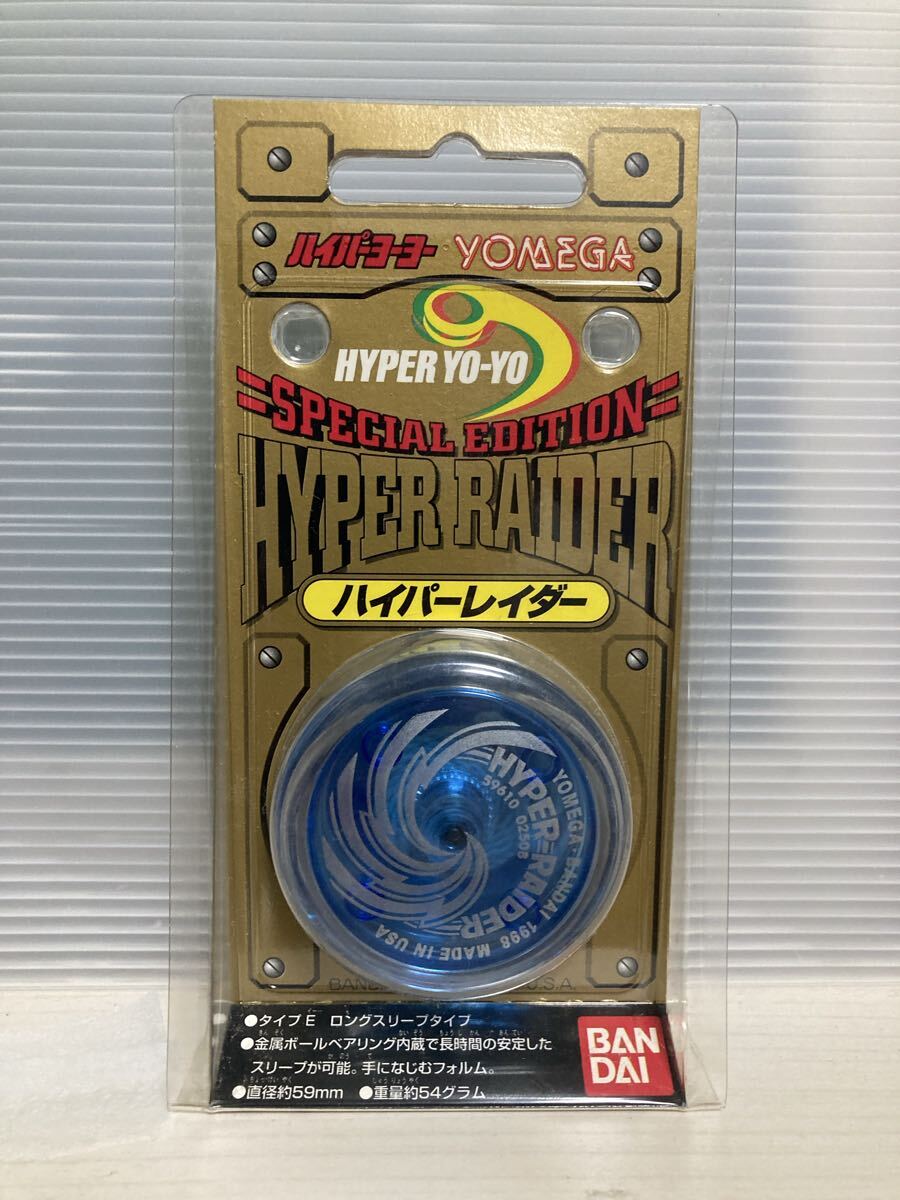 ハイパーヨーヨー YOMEGA
HYPER YO-YO
SPECIAL EDITION
HYPER RAIDER
ハイパーレイダー
HYPER-RAIDER
59610 0250B
YOMEGA・BANDAI 1998 MADE IN USA
U.S.A.
●タイプE ロングスリープタイプ
●金属ボールベアリング内蔵で長時間の安定した
スリープが可能。手になじむフォルム。
●直径約59mm ●重量約54グラム
BAN
DAI